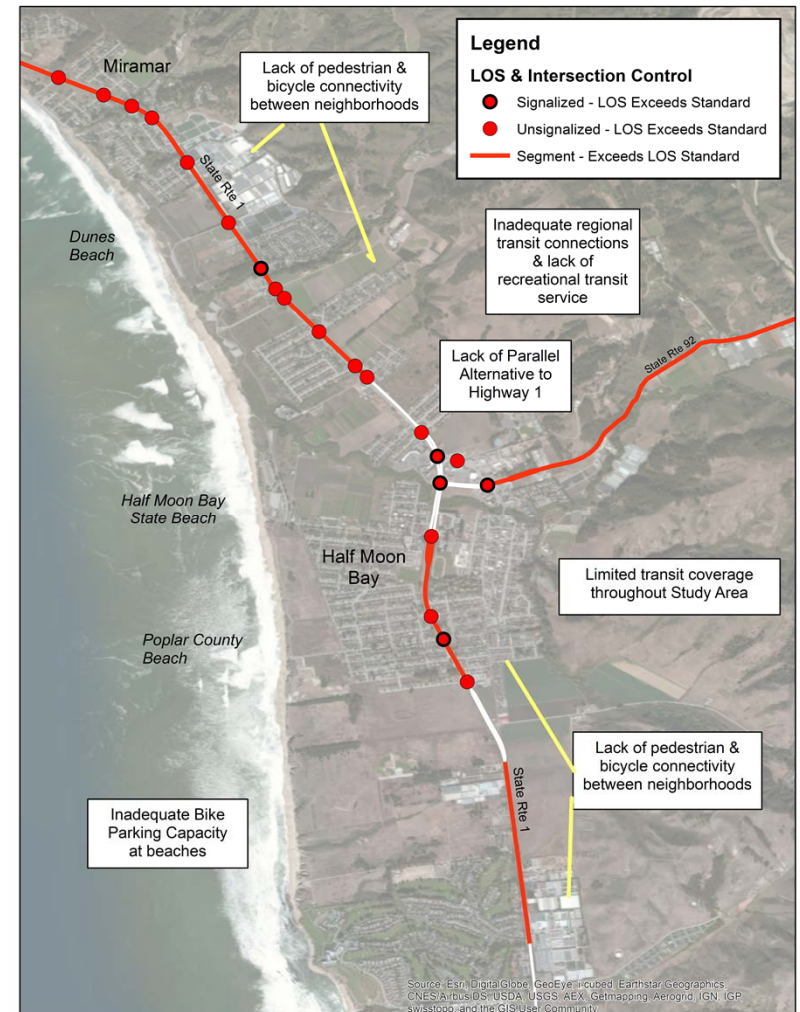 Legend
LOS & Intersection Control
Signalized - LOS Exceeds Standard
Unsignalized - LOS Exceeds Standard
Segment - Exceeds LOS Standard
Miramar
Lack of pedestrian &
bicycle connectivity
between neighborhoods
State Rte 1
Dunes
Beach
Inadequate regional
transit connections
& lack of
recreational transit
service
State Rte 92
Lack of Parallel
Alternative to
Highway 1
Half Moon Bay
State Beach
Half Moon
Bay
Limited transit coverage
throughout Study Area
Poplar County
Beach
Lack of pedestrian &
bicycle connectivity
between neighborhoods
State Rte 1
Inadequate Bike
Parking Capacity
at beaches
Source: Esri, DigitalGlobe, GeoEye, i-cubed, Earthstar Geographics,
CNES/Airbus DS, USDA, USGS, AEX, Getmapping, Aerogrid, IGN, IGP,
swisstopo, and the GIS User Community